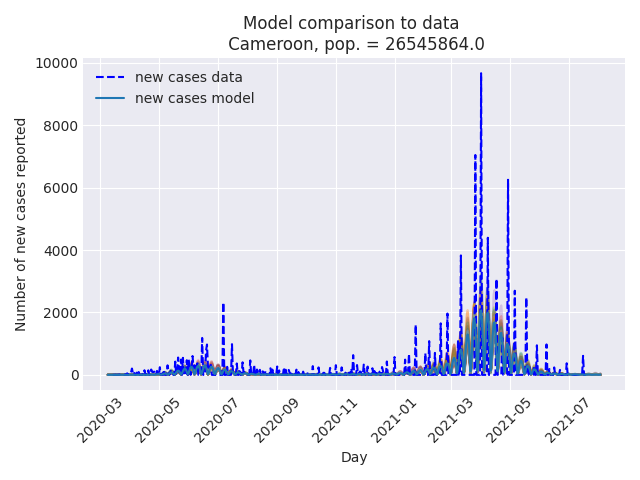 Model comparison to data
Cameroon, pop. = 26545864.0
new cases data
new cases model
Number of new cases reported
10000
8000
6000
4000
2000
0
2020-03
2020-05
2020-07
2020-09
2020-11
2021-01
2021-03
2021-05
2021-07
Day